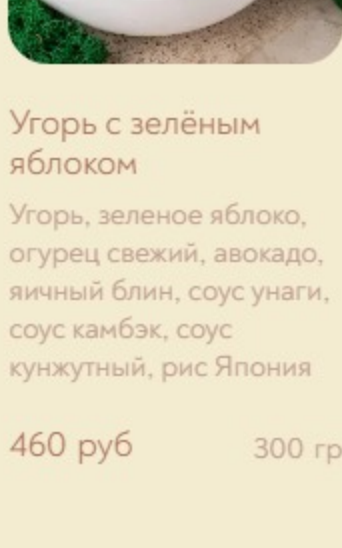 Угорь с зелёным
яблоком
Угорь, зеленое яблоко,
огурец свежий, авокадо,
яичный блин, соус унаги,
соус камбэк, соус
кунжутный, рис Япония
460 руб 300 гр